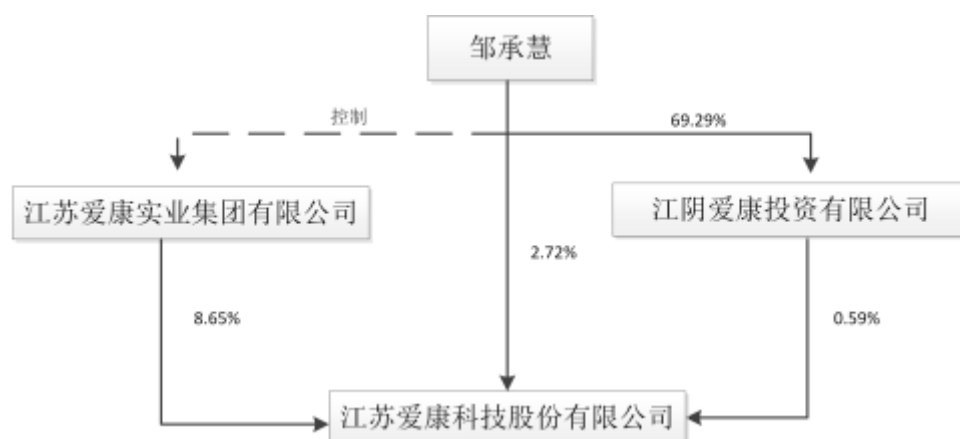 邹承慧
控制
69.29%
江苏爱康实业集团有限公司
江阴爱康投资有限公司
2.72%
8.65%
0.59%
江苏爱康科技股份有限公司